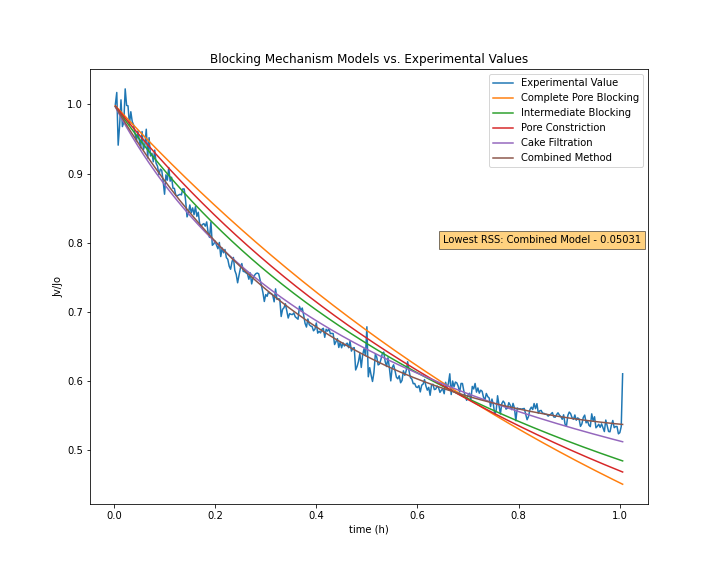 Blocking Mechanism Models vs. Experimental Values
Experimental Value
Complete Pore Blocking
Intermediate Blocking
Pore Constriction
Cake Filtration
Combined Method
Lowest RSS: Combined Model - 0.05031
Jv/Jo
1.0
0.9
0.8
0.7
0.6
0.5
0.0 0.2 0.4 0.6 0.8 1.0
time (h)